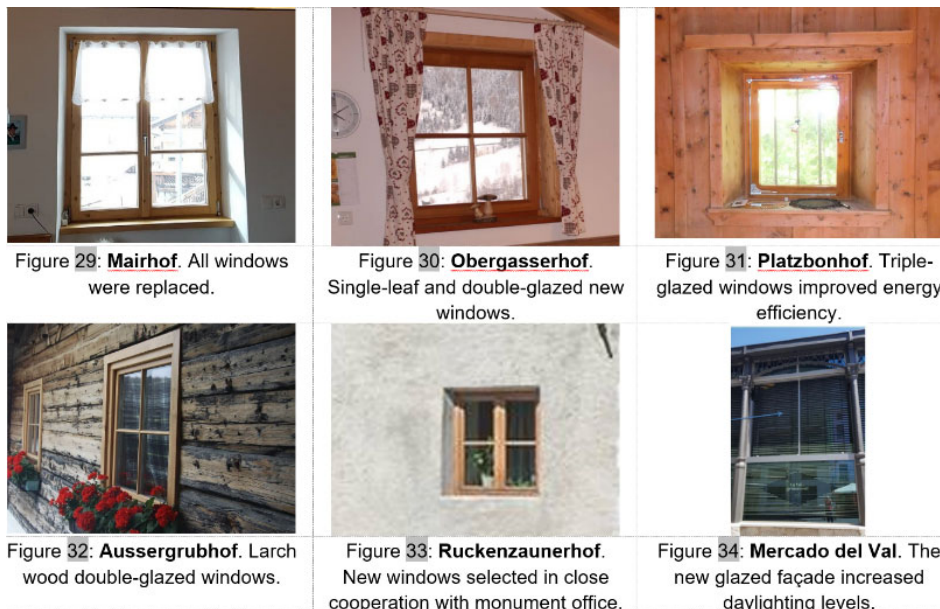 Figure 29: Mairhof. All windows
were replaced.
Figure 30: Obergasserhof.
Single-leaf and double-glazed new
windows.
Figure 31: Platzbonhof. Triple-
glazed windows improved energy
efficiency.
Figure 32: Aussergrubhof. Larch
wood double-glazed windows.
Figure 33: Ruckenzaunerhof.
New windows selected in close
cooperation with monument office.
Figure 34: Mercado del Val. The
new glazed façade increased
daylighting levels.